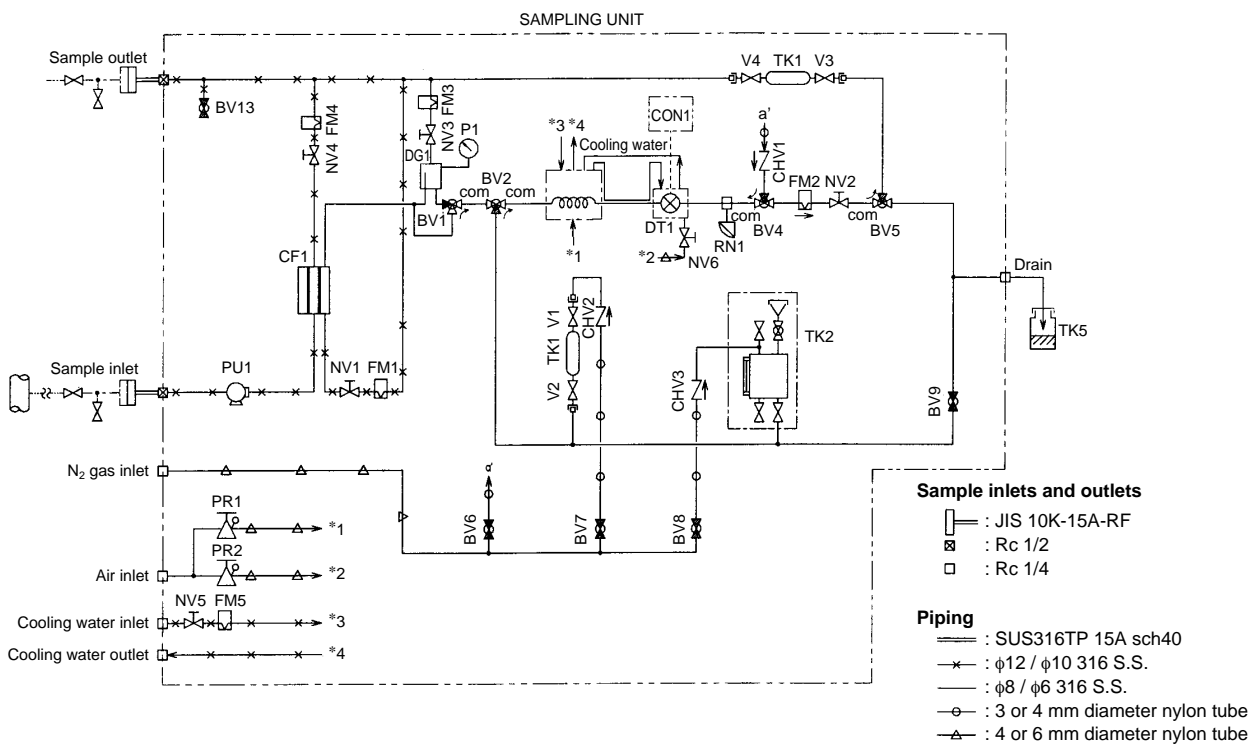 SAMPLING UNIT
Sample outlet
V4
TK1
V3
BV13
FM4
NV4
FM3
NV3
P1
DG1
*3
*4
Cooling water
CON1
a'
CHV1
BV2
com
com
BV1
FM2
NV2
com
com
DT1
RN1
BV4
BV5
CF1
*1
*2
NV6
Drain
TK5
CHV2
V1
TK1
V2
TK2
CHV3
Sample inlet
PU1
NV1
FM1
BV9
N2 gas inlet
a'
BV6
BV7
BV8
PR1
*1
PR2
Air inlet
*2
NV5
FM5
Cooling water inlet
*3
Cooling water outlet
*4
Sample inlets and outlets
: JIS 10K-15A-RF
: Rc 1/2
: Rc 1/4
Piping
: SUS316TP 15A sch40
: ϕ12 / ϕ10 316 S.S.
: ϕ8 / ϕ6 316 S.S.
: 3 or 4 mm diameter nylon tube
: 4 or 6 mm diameter nylon tube